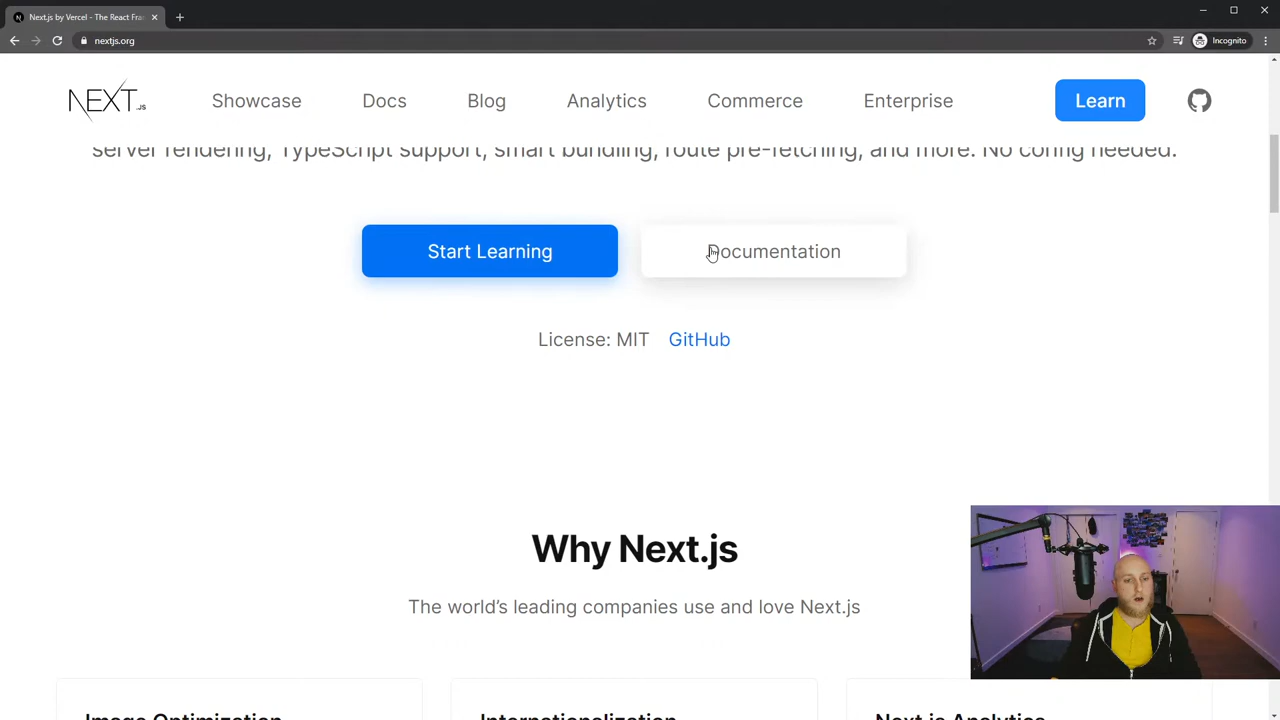 Next.js by Vercel - The React Fra
nextjs.org
Incognito
NEXT.JS
Showcase
Docs
Blog
Analytics
Commerce
Enterprise
Learn
server rendering, TypeScript support, smart bundling, route pre-fetching, and more. No config needed.
Start Learning
Documentation
License: MIT GitHub
Why Next.js
The world's leading companies use and love Next.js
Image Optimization
Internationalization
Next.js Analytics